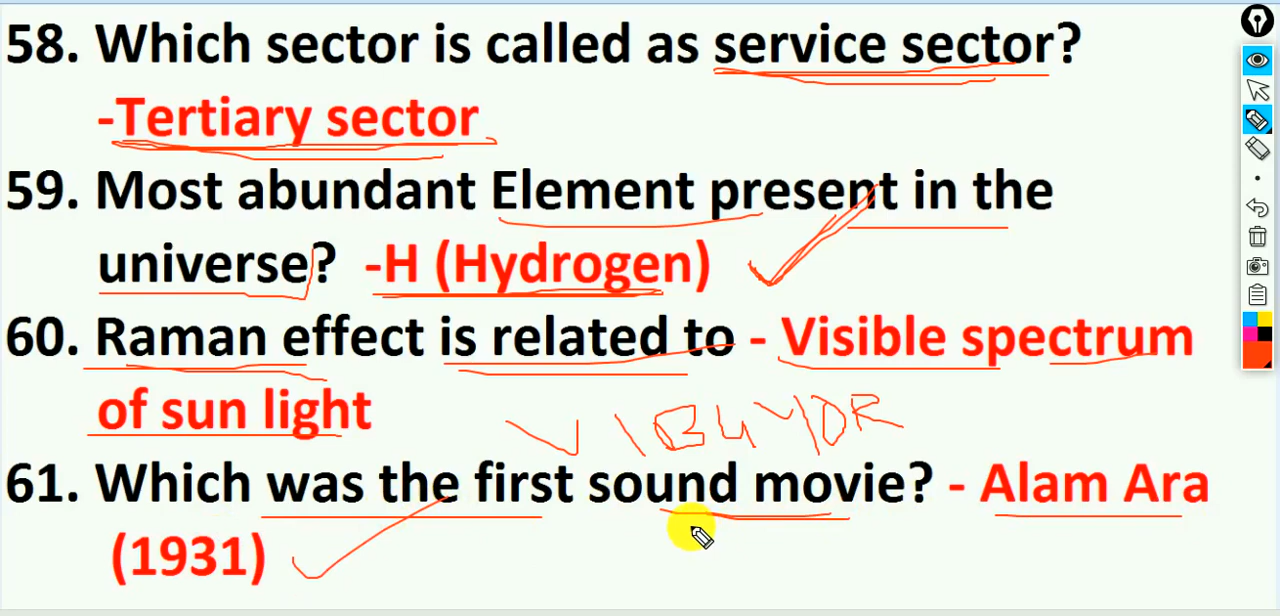 58. Which sector is called as service sector?
-Tertiary sector
59. Most abundant Element present in the
universe? -H (Hydrogen)
60. Raman effect is related to - Visible spectrum
of sun light
VIBGYOR
61. Which was the first sound movie? - Alam Ara
(1931)